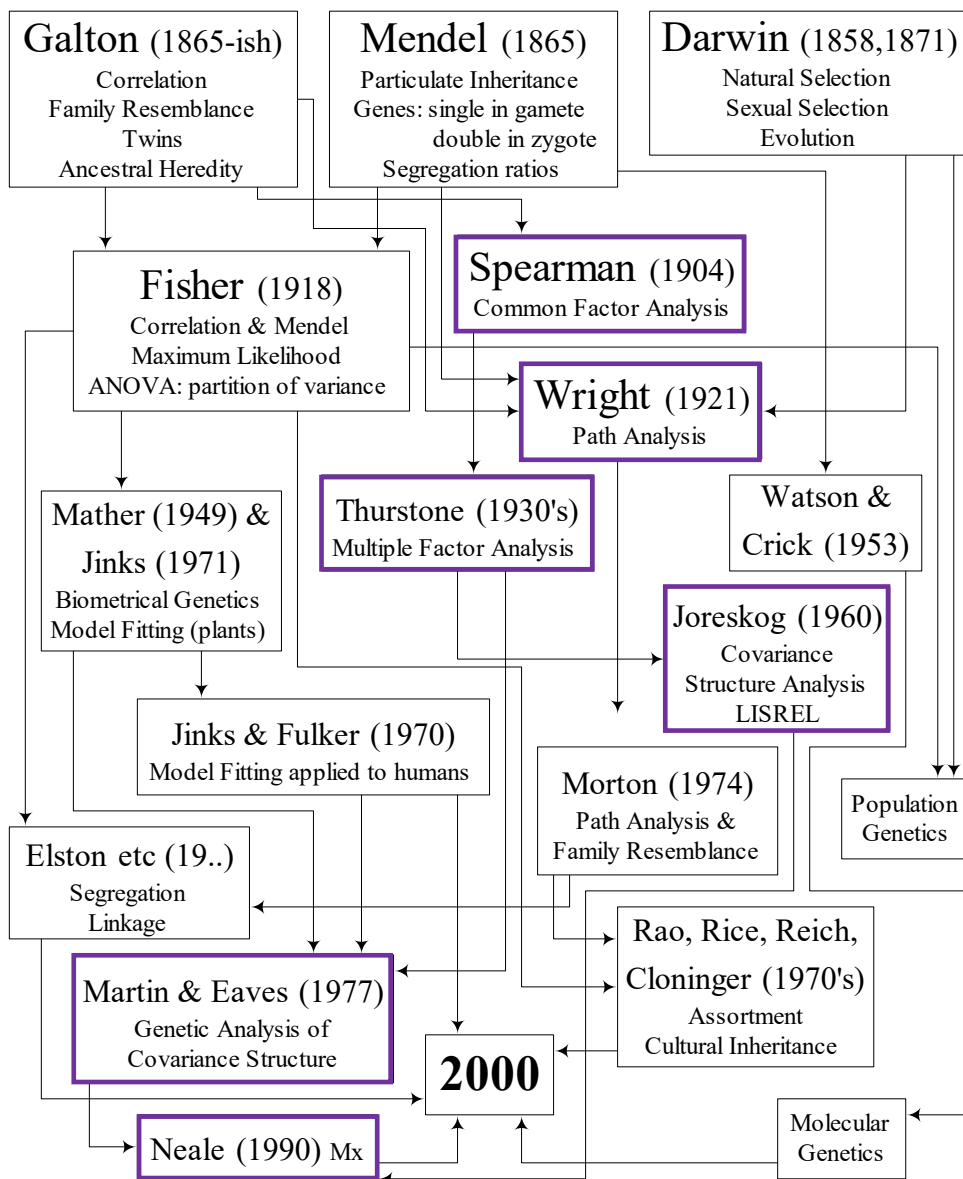 Galton (1865-ish)
Correlation
Family Resemblance
Twins
Ancestral Heredity
Mendel (1865)
Particulate Inheritance
Genes: single in gamete
double in zygote
Segregation ratios
Darwin (1858,1871)
Natural Selection
Sexual Selection
Evolution
Fisher (1918)
Correlation & Mendel
Maximum Likelihood
ANOVA: partition of variance
Spearman (1904)
Common Factor Analysis
Wright (1921)
Path Analysis
Mather (1949) &
Jinks (1971)
Biometrical Genetics
Model Fitting (plants)
Thurstone (1930's)
Multiple Factor Analysis
Watson &
Crick (1953)
Joreskog (1960)
Covariance
Structure Analysis
LISREL
Jinks & Fulker (1970)
Model Fitting applied to humans
Morton (1974)
Path Analysis &
Family Resemblance
Population
Genetics
Elston etc (19..)
Segregation
Linkage
Rao, Rice, Reich,
Cloninger (1970's)
Assortment
Cultural Inheritance
Martin & Eaves (1977)
Genetic Analysis of
Covariance Structure
2000
Neale (1990) Mx
Molecular
Genetics